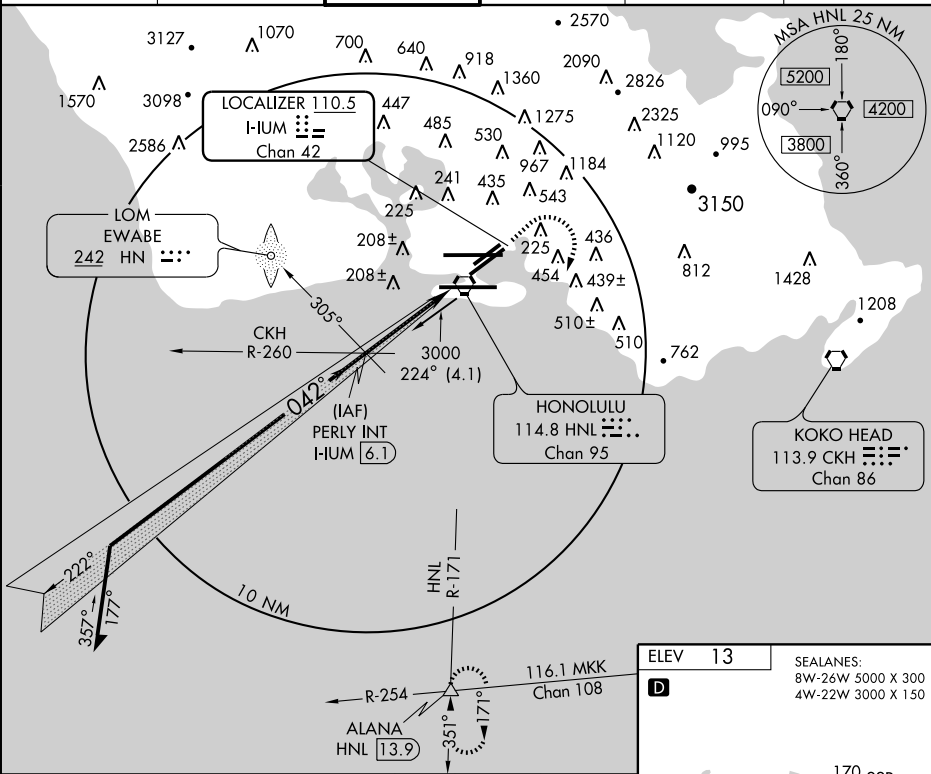 2570
3127
1070
700
640
918
1360
2090
2826
1570
3098
2586
447
485
530
1275
2325
1120
995
967
1184
225
241
435
543
3150
208±
208±
225
454
436
439±
510±
510
812
1428
1208
762
MSA HNL 25 NM
180°
5200
090°
4200
3800
360°
LOCALIZER 110.5
I-IUM
Chan 42
LOM
EWABE
242 HN
305°
CKH
R-260
3000
224° (4.1)
042°
(IAF)
PERLY INT
I-IUM 6.1
HONOLULU
114.8 HNL
Chan 95
KOKO HEAD
113.9 CKH
Chan 86
222°
357°
177°
10 NM
HNL
R-171
R-254
116.1 MKK
Chan 108
ALANA
HNL 13.9
351°
171°
ELEV 13
D
SEALANES:
8W-26W 5000 X 300
4W-22W 3000 X 150